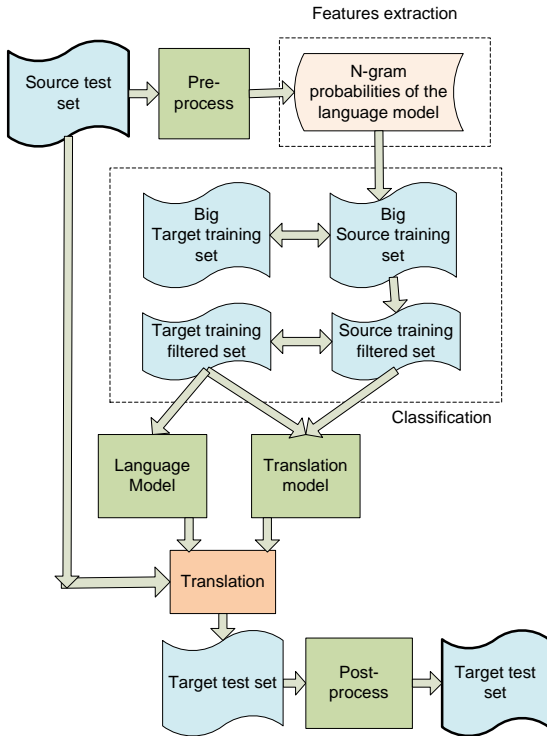 Features extraction
Source test
set
Pre-
process
N-gram
probabilities of the
language model
Big
Target training
set
Big
Source training
set
Target training
filtered set
Source training
filtered set
Classification
Language
Model
Translation
model
Translation
Target test set
Post-
process
Target test
set